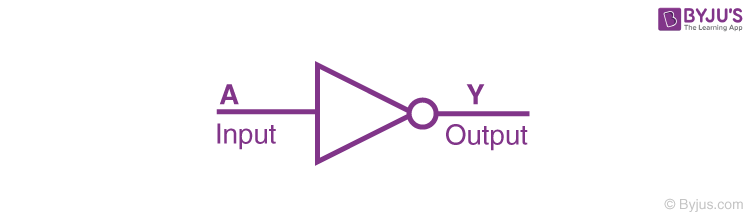 BYJU'S
The Learning App
A
Y
Input
Output
© Byjus.com